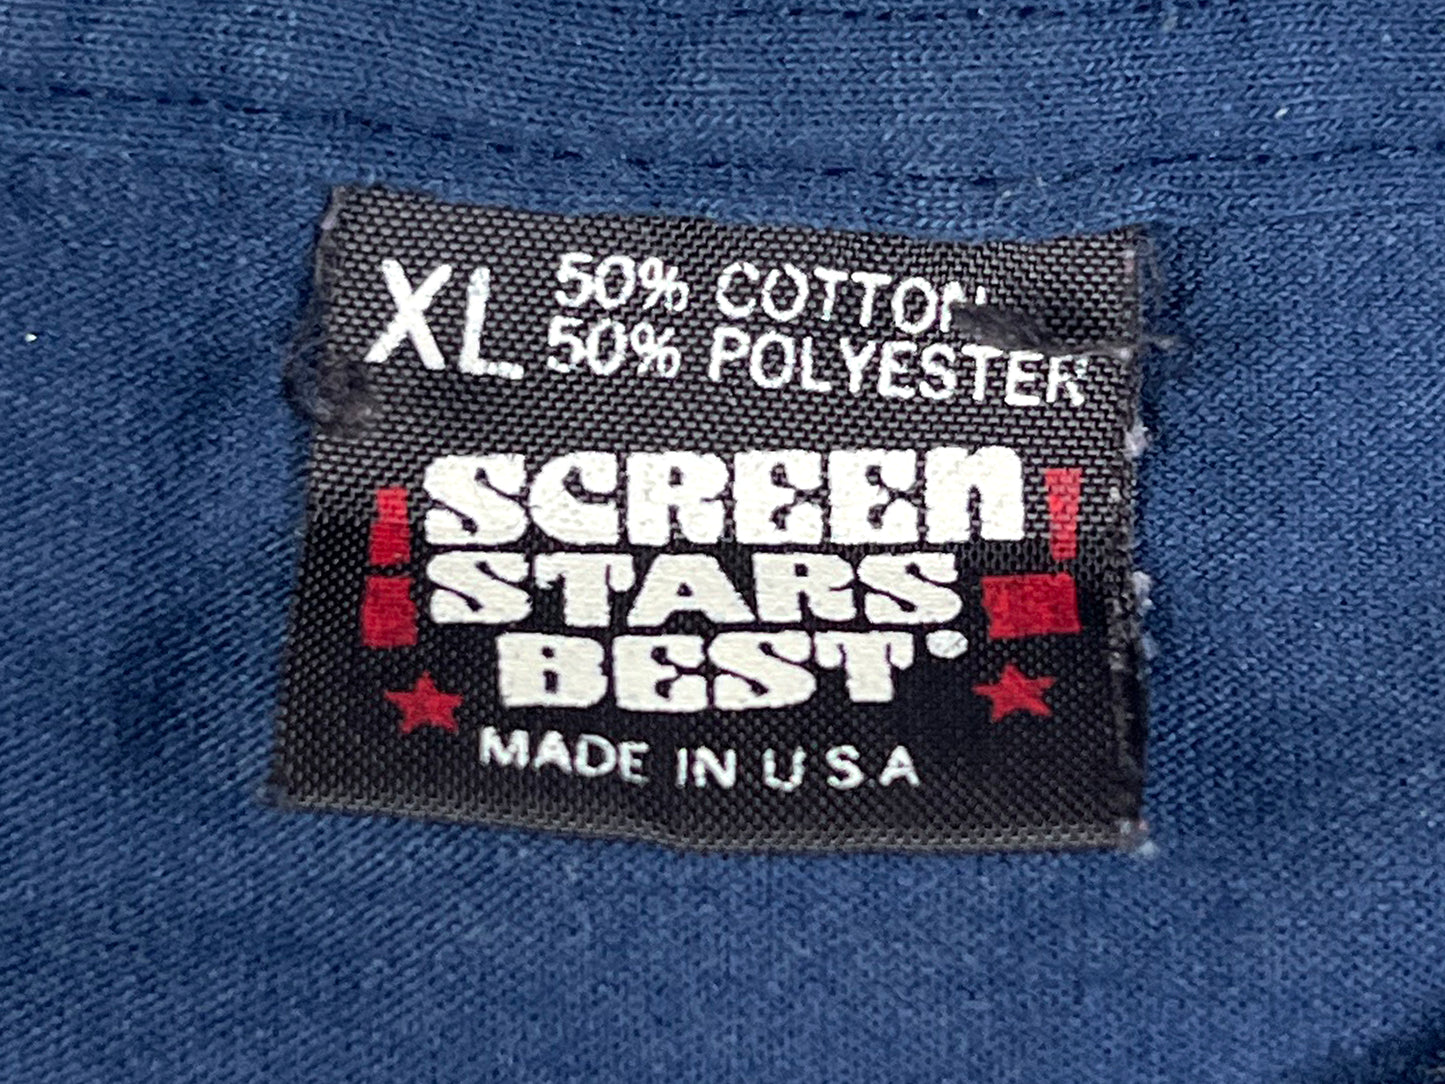 XL 50% COTTON
50% POLYESTER
SCREEN
STARS
BEST
MADE IN U.S.A